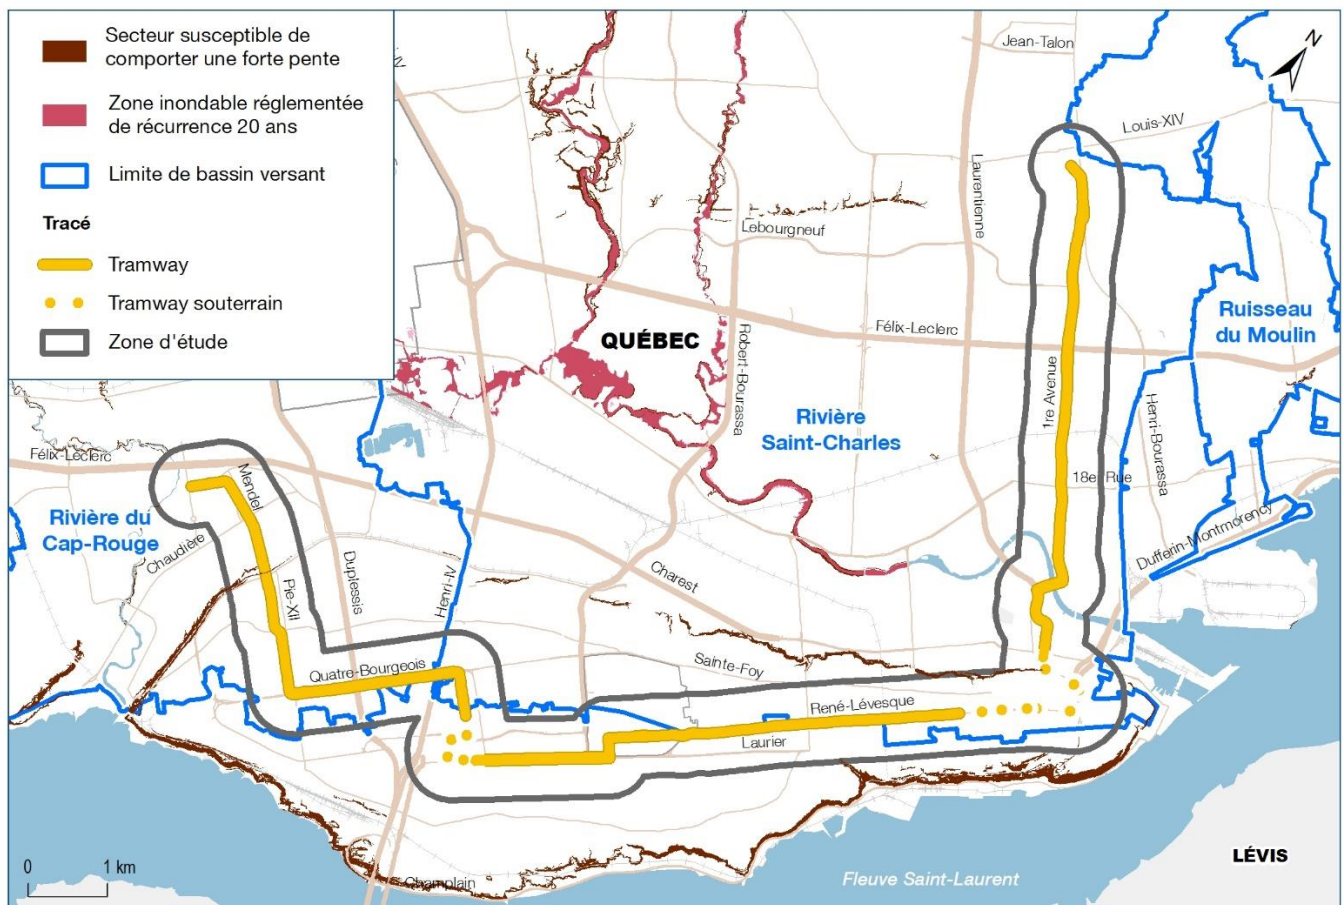 Secteur susceptible de
comporter une forte pente
Zone inondable réglementée
de récurrence 20 ans
Limite de bassin versant
Tracé
Tramway
Tramway souterrain
Zone d'étude
Jean-Talon
N
Louis-XIV
Laurentienne
Lebourgneuf
Félix-Leclerc
QUÉBEC
Robert-Bourassa
Ruisseau
du Moulin
1re Avenue
Henri-Bourassa
Rivière
Saint-Charles
18e Rue
Dufferin-Montmorency
Félix-Leclerc
Mendel
Rivière du
Cap-Rouge
Chaudière
Pie-XII
Duplessis
Henri-IV
Charest
Quatre-Bourgeois
Sainte-Foy
René-Lévesque
Laurier
0 1 km
Champlain
Fleuve Saint-Laurent
LÉVIS